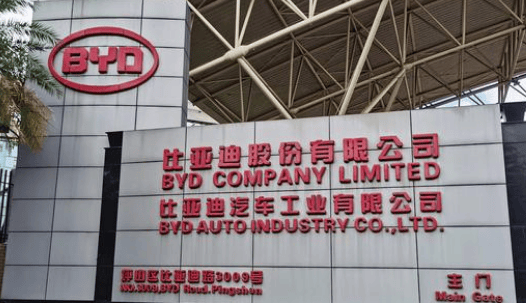 BYD
比亚迪股份有限公司
BYD COMPANY LIMITED
比亚迪汽车工业有限公司
BYD AUTO INDUSTRY CO.,LTD.
坪山区比亚迪路3009号
NO.3009,BYD Road.Pingshan
主门
Main Gate